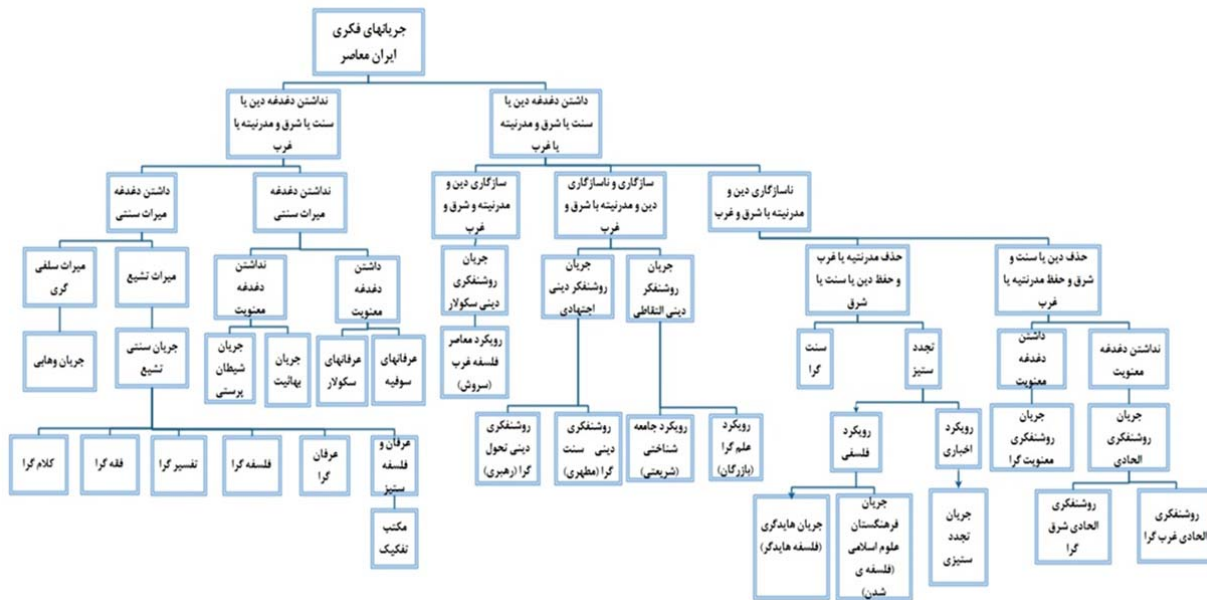 جریانهای فکری
ایران معاصر
داشتن دغدغه دین یا
سنت یا شرق و مدرنیته
یا غرب
نداشتن دغدغه دین یا
سنت یا شرق و مدرنیته یا
غرب
ناسازگاری دین و
مدرنیته یا شرق و غرب
سازگاری و ناسازگاری
دین و مدرنیته یا شرق و
غرب
سازگاری دین و
مدرنیته و شرق و
غرب
نداشتن دغدغه
میراث سنتی
داشتن دغدغه
میراث سنتی
حذف دین یا سنت و
شرق و حفظ مدرنتیه یا
غرب
حذف مدرنتیه یا غرب
و حفظ دین یا سنت یا
شرق
جریان
روشنفکر
دینی التقاطی
جریان
روشنفکر دینی
اجتهادی
جریان
روشنفکری
دینی سکولار
داشتن
دغدغه
معنویت
نداشتن
دغدغه
معنویت
میراث تشیع
میراث سلفی
گری
نداشتن دغدغه
معنویت
داشتن
دغدغه
معنویت
تجدد
ستیز
سنت
گرا
رویکرد معاصر
فلسفه غرب
(سروش)
عرفانهای
سوفیه
عرفانهای
سکولار
جریان
بهائیت
جریان
شیطان
پرستی
جریان سنتی
تشیع
جریان وهابی
جریان
روشنفکری
الحادی
جریان
روشنفکری
معنویت گرا
رویکرد
اخباری
رویکرد
فلسفی
رویکرد
علم گرا
(بازرگان)
رویکرد جامعه
شناختی
(شریعتی)
روشنفکری
دینی سنت
گرا (مطهری)
روشنفکری
دینی تحول
گرا (رهبری)
عرفان و
فلسفه
ستیز
عرفان
گرا
فلسفه گرا
تفسیر گرا
فقه گرا
کلام گرا
روشنفکری
الحادی غرب گرا
روشنفکری
الحادی شرق
گرا
جریان
تجدد
ستیزی
جریان
فرهنگستان
علوم اسلامی
(فلسفه ی
شدن)
جریان هایدگری
(فلسفه هایدگر)
مکتب
تفکیک